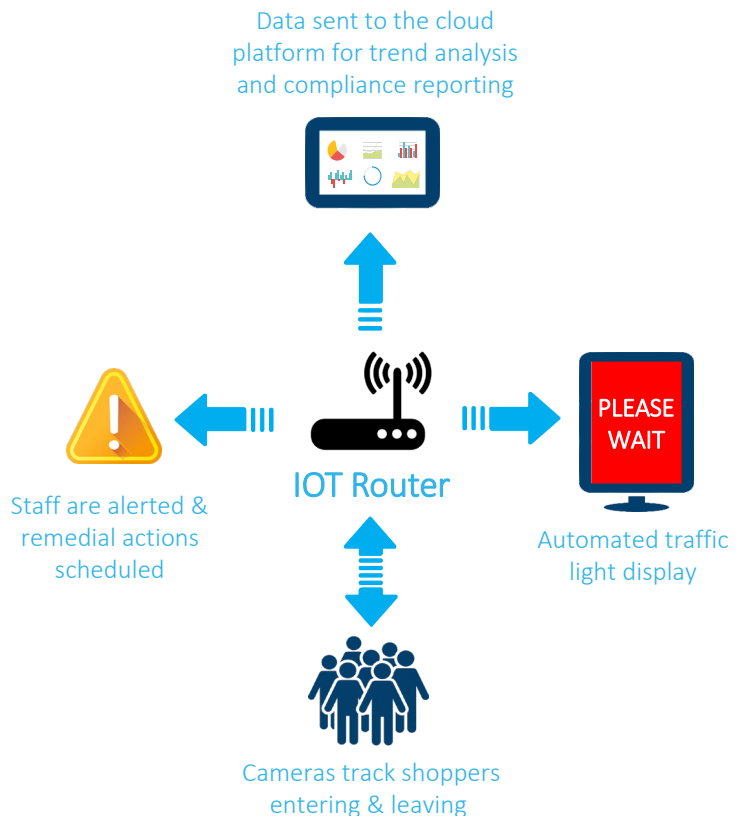 Data sent to the cloud
platform for trend analysis
and compliance reporting
PLEASE
WAIT
IOT Router
Staff are alerted &
remedial actions
scheduled
Automated traffic
light display
Cameras track shoppers
entering & leaving